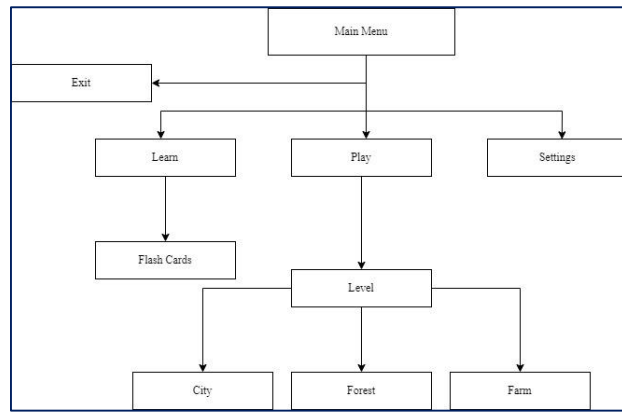 Main Menu
Exit
Learn
Play
Settings
Flash Cards
Level
City
Forest
Farm